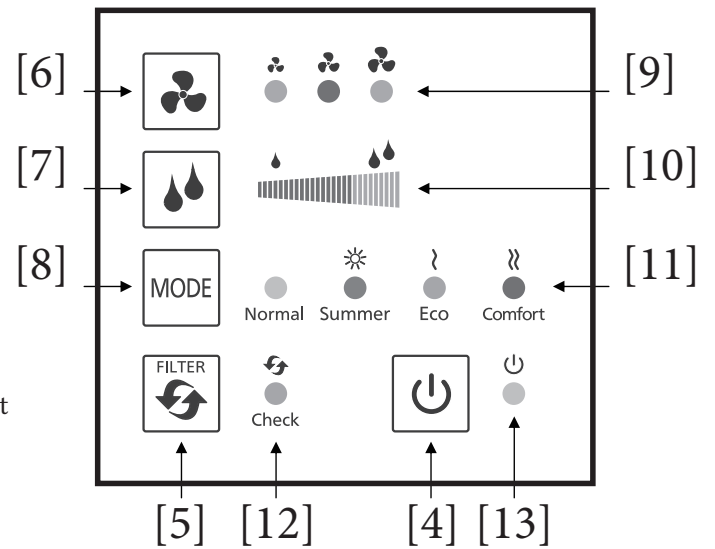 [6]
[9]
[7]
[10]
[8]
MODE
[11]
Normal Summer Eco Comfort
FILTER
t
Check
[5] [12] [4] [13]